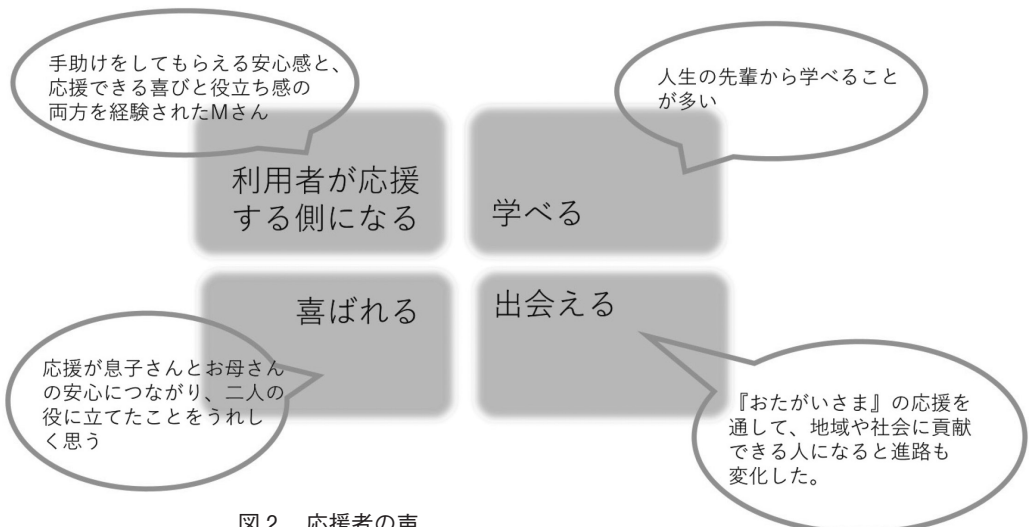 手助けをしてもらえる安心感と、
応援できる喜びと役立ち感の
両方を経験されたMさん
人生の先輩から学べること
が多い
利用者が応援
する側になる
学べる
喜ばれる
出会える
応援が息子さんとお母さん
の安心につながり、二人の
役に立てたことをうれし
く思う
『おたがいさま』の応援を
通して、地域や社会に貢献
できる人になると進路も
変化した。
図2 応援者の声